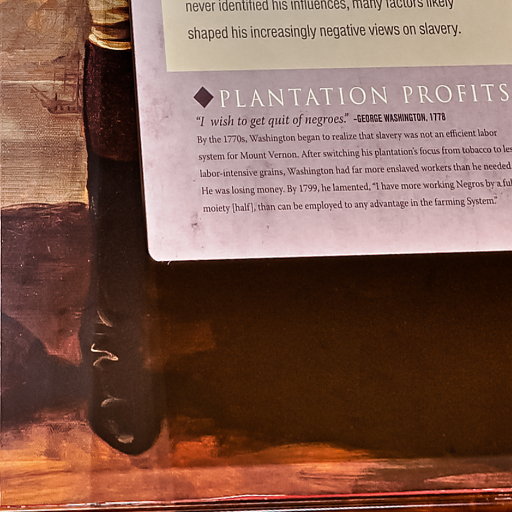 never identified his influences, many factors likely
shaped his increasingly negative views on slavery.
PLANTATION PROFITS
"I wish to get quit of negroes." -GEORGE WASHINGTON, 1778
By the 1770s, Washington began to realize that slavery was not an efficient labor
system for Mount Vernon. After switching his plantation's focus from tobacco to les
labor-intensive grains, Washington had far more enslaved workers than he needed.
He was losing money. By 1799, he lamented, "I have more working Negros by a ful
moiety [half], than can be employed to any advantage in the farming System."